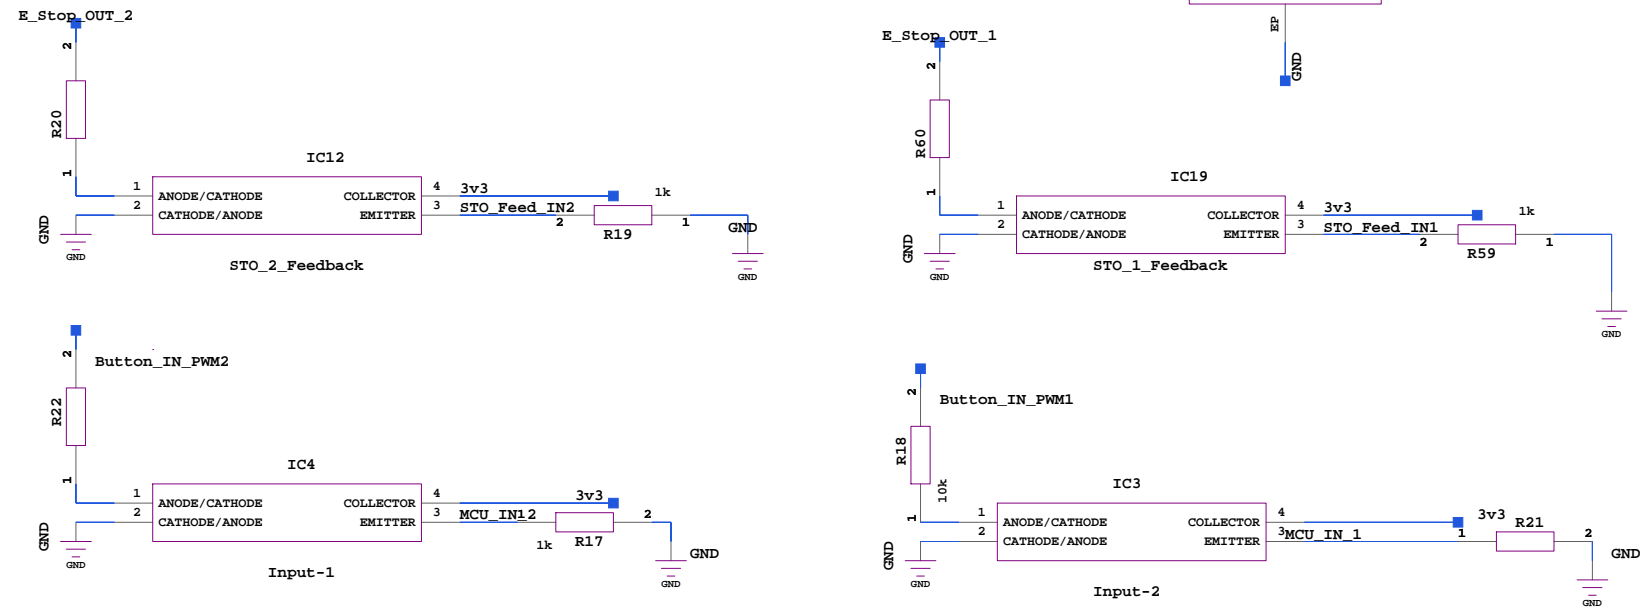 E_Stop_OUT_2
2
R20
1
IC12
1 ANODE/CATHODE COLLECTOR 4 3v3
2 CATHODE/ANODE EMITTER 3 STO_Feed_IN2
1k
2 R19 1
GND
GND
GND
GND
STO_2_Feedback
EP
GND
E_Stop_OUT_1
2
R60
1
IC19
1 ANODE/CATHODE COLLECTOR 4 3v3
2 CATHODE/ANODE EMITTER 3 STO_Feed_IN1
1k
2 R59 1
GND
GND
GND
STO_1_Feedback
2
Button_IN_PWM2
R22
1
IC4
1 ANODE/CATHODE COLLECTOR 4 3v3
2 CATHODE/ANODE EMITTER 3 MCU_IN_2
1
1k R17 2
GND
GND
GND
GND
Input-1
2
Button_IN_PWM1
R18
10k
1
IC3
1 ANODE/CATHODE COLLECTOR 4 3v3
2 CATHODE/ANODE EMITTER 3 MCU_IN_1
1 R21 2
GND
GND
GND
GND
Input-2